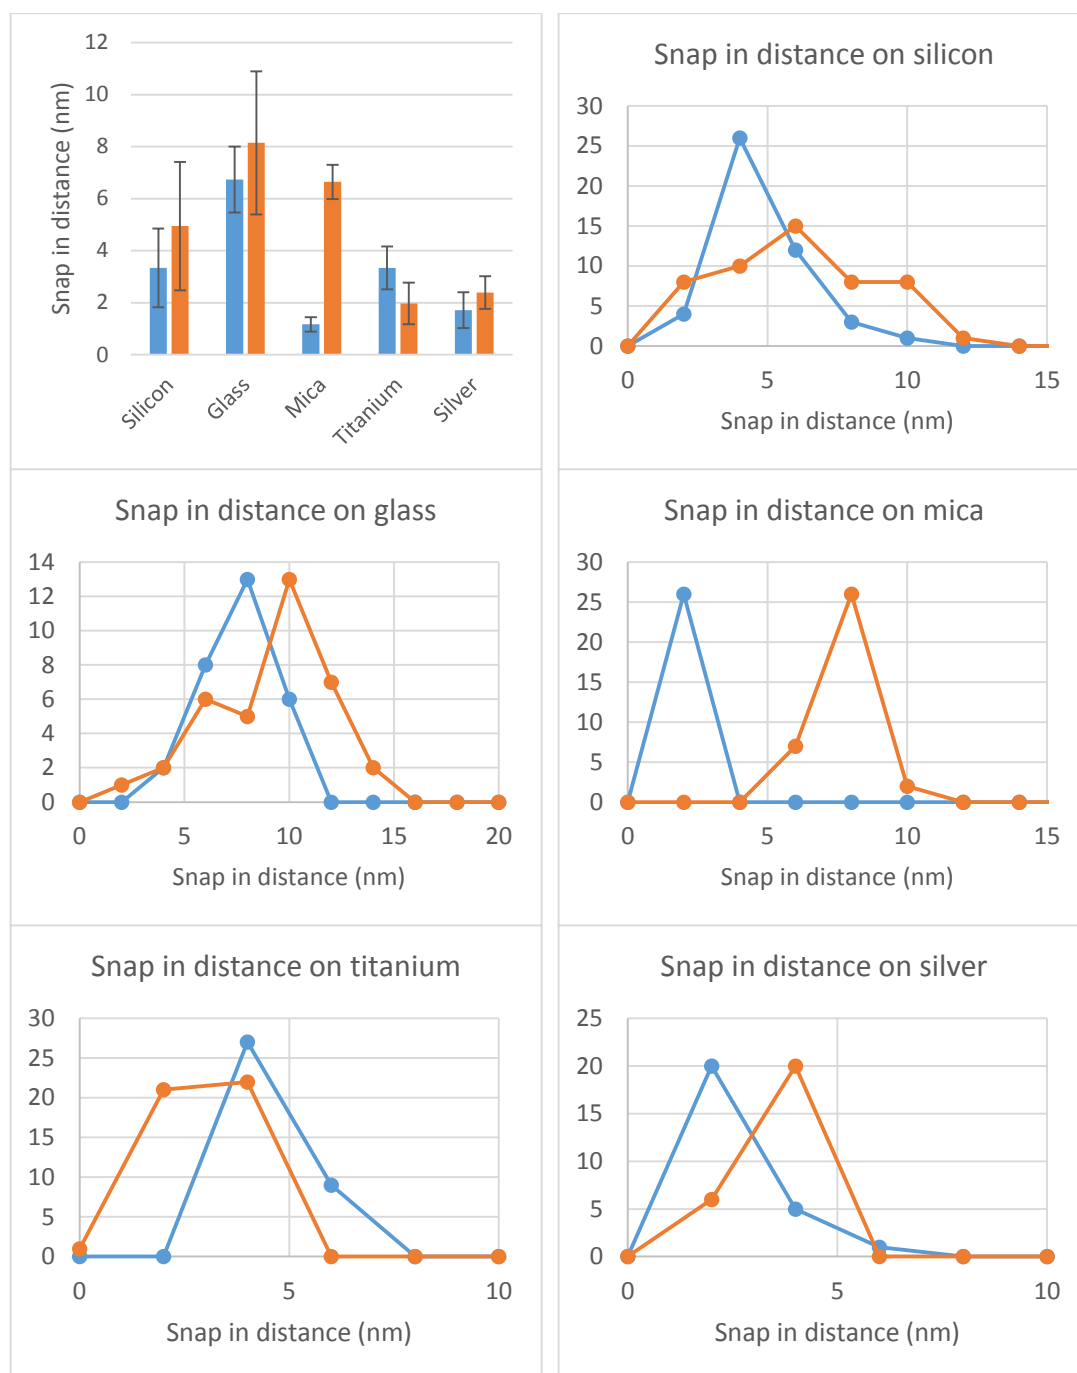 12
10
8
6
4
2
0
Snap in distance (nm)
Silicon
Glass
Mica
Titanium
Silver
Snap in distance on silicon
30
25
20
15
10
5
0
0 5 10 15
Snap in distance (nm)
Snap in distance on glass
14
12
10
8
6
4
2
0
0 5 10 15 20
Snap in distance (nm)
Snap in distance on mica
30
25
20
15
10
5
0
0 5 10 15
Snap in distance (nm)
Snap in distance on titanium
30
25
20
15
10
5
0
0 5 10
Snap in distance (nm)
Snap in distance on silver
25
20
15
10
5
0
0 5 10
Snap in distance (nm)